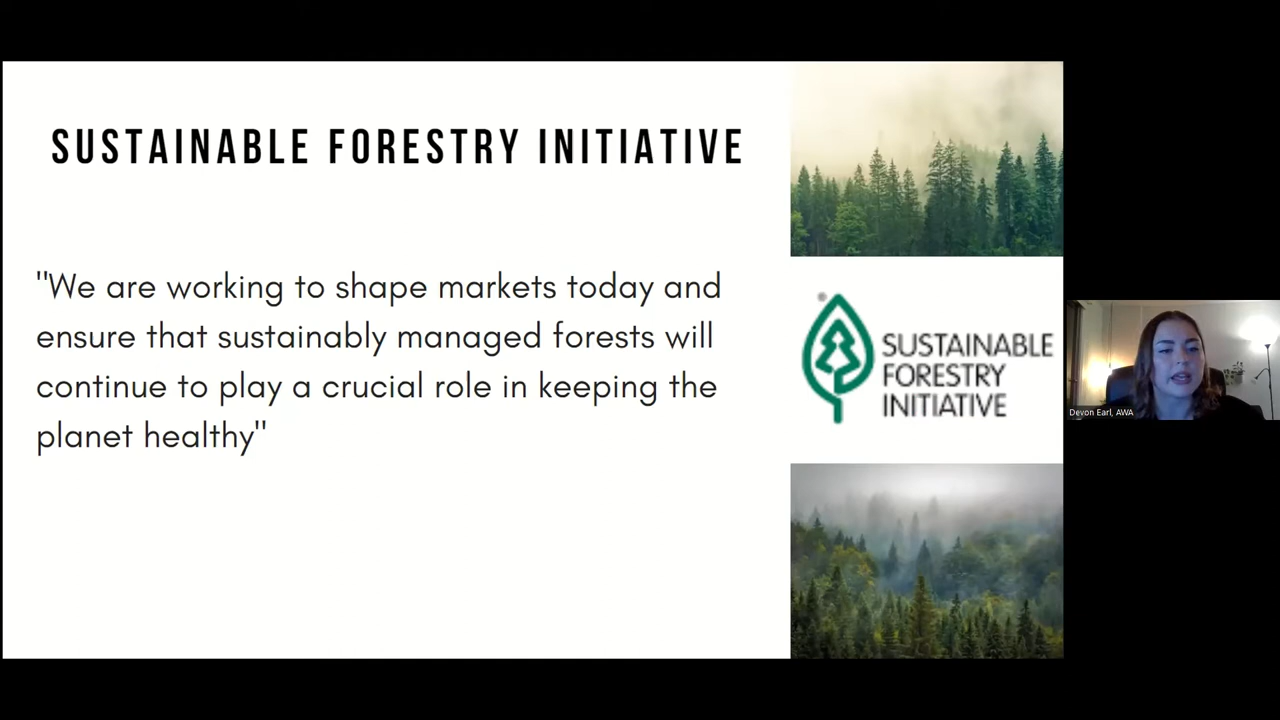 SUSTAINABLE FORESTRY INITIATIVE
"We are working to shape markets today and
ensure that sustainably managed forests will
continue to play a crucial role in keeping the
planet healthy"
SUSTAINABLE
FORESTRY
INITIATIVE
Devon Earl, AWA